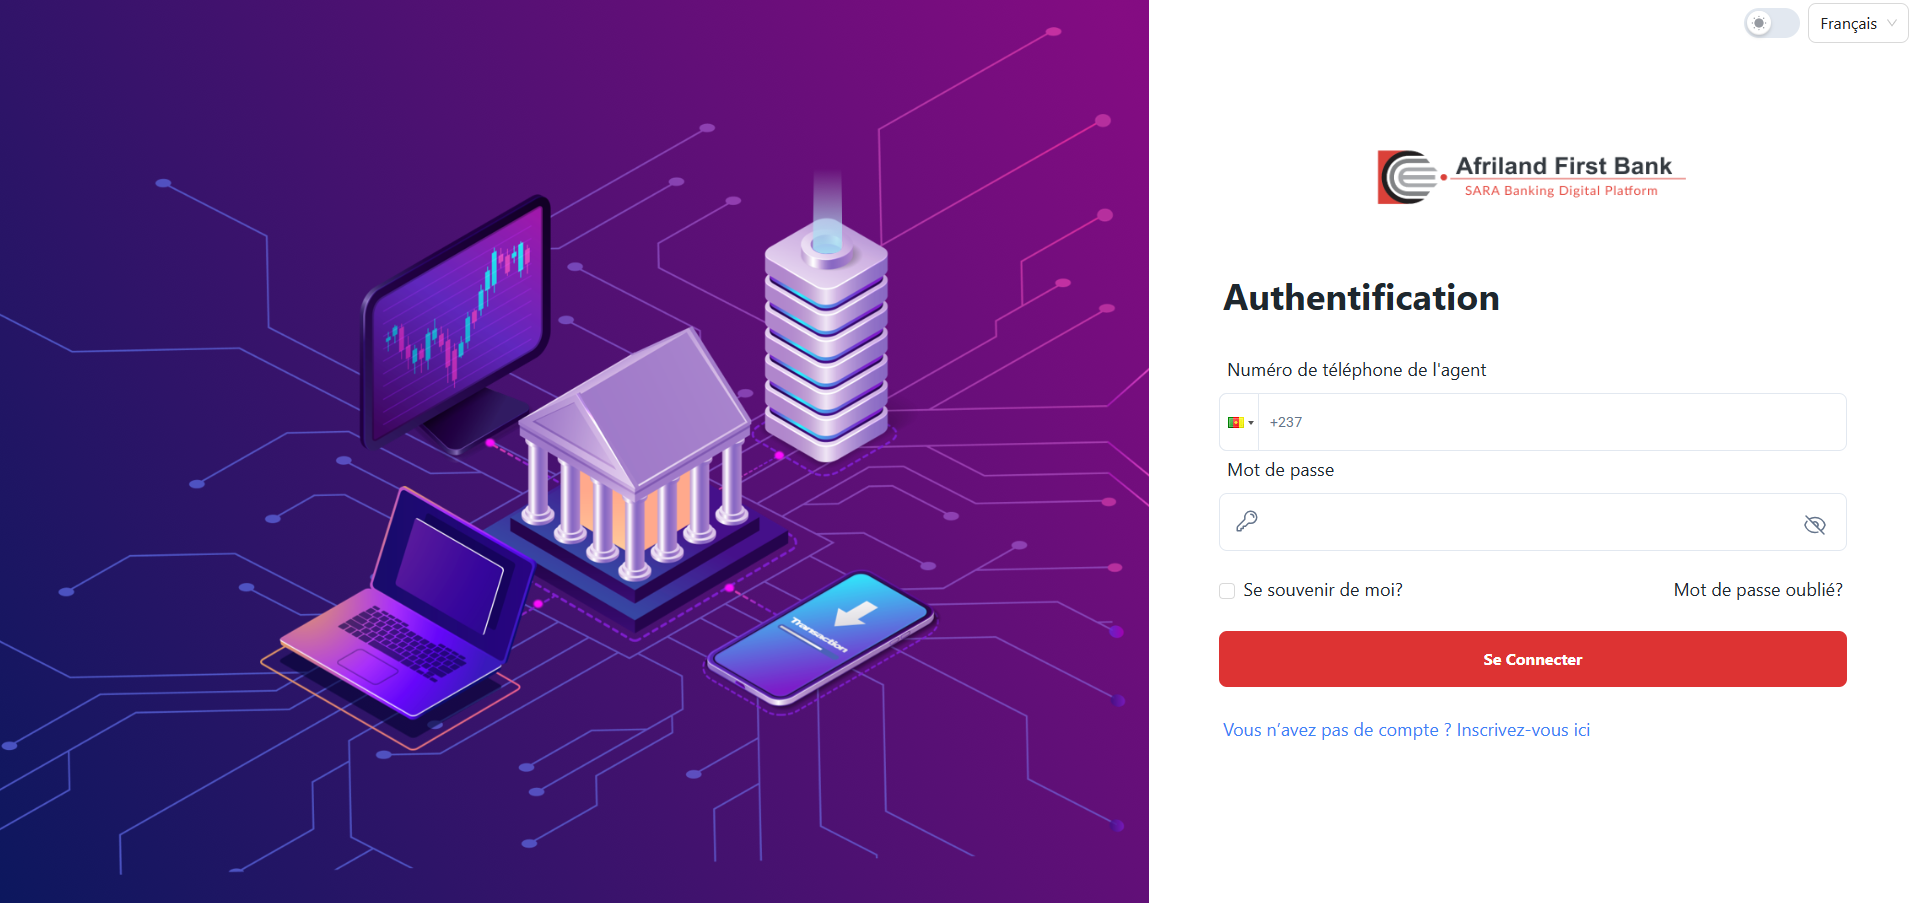 Français
Afriland First Bank
SARA Banking Digital Platform
Authentification
Numéro de téléphone de l'agent
+237
Mot de passe
Se souvenir de moi?
Mot de passe oublié?
Se Connecter
Vous n’avez pas de compte ? Inscrivez-vous ici
Transaction